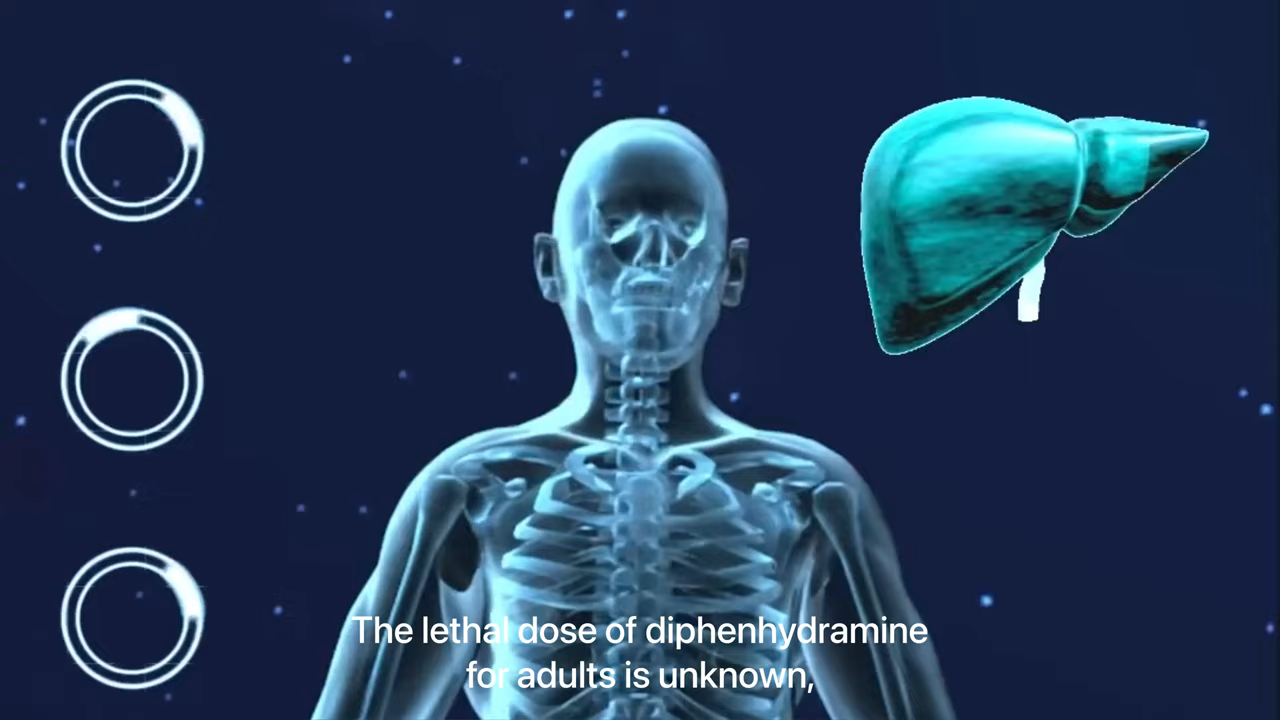 The lethal dose of diphenhydramine
for adults is unknown,